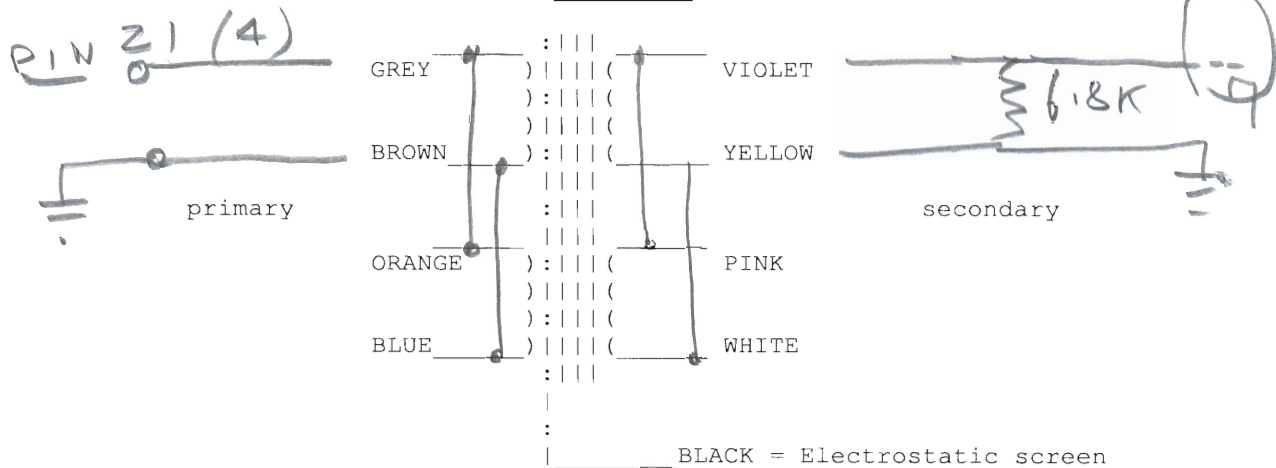 PIN 21 (4)
GREY
VIOLET
6.8K
BROWN
YELLOW
primary
secondary
ORANGE
PINK
BLUE
WHITE
BLACK = Electrostatic screen